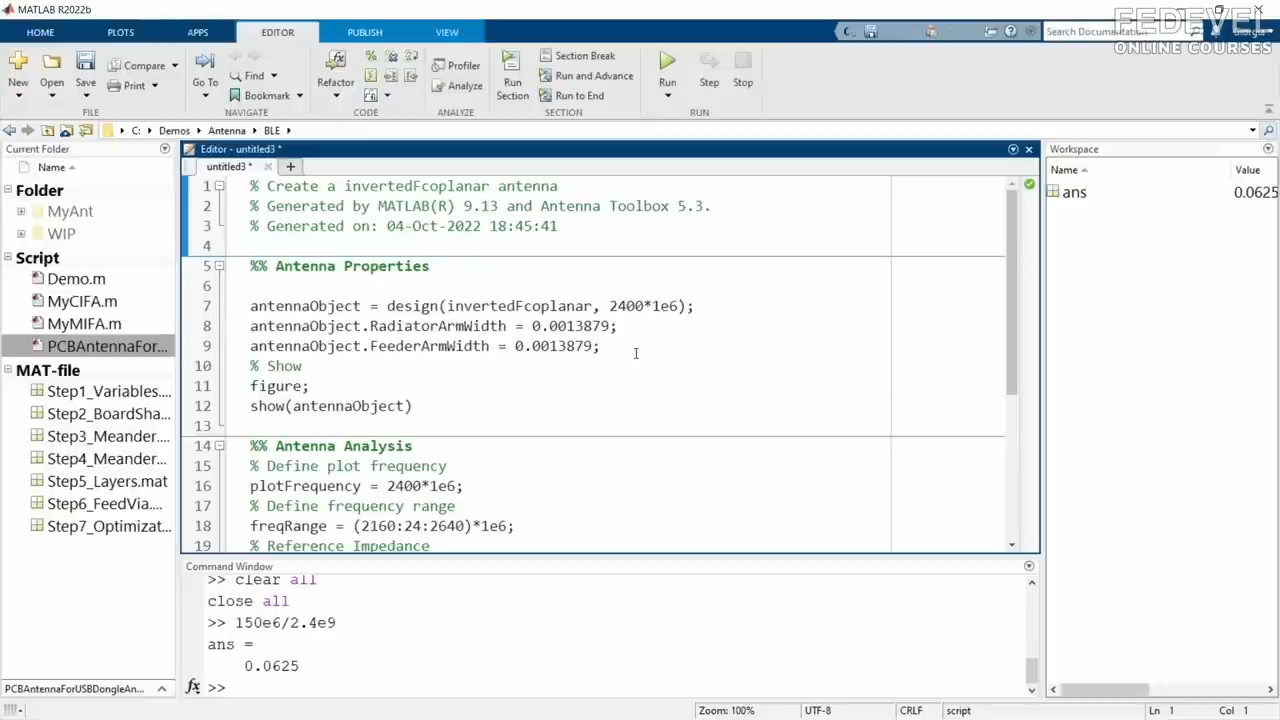 MATLAB R2022b
FEDEVEL
ONLINE COURSES
HOME PLOTS APPS EDITOR PUBLISH VIEW
New Open Save Compare Print
FILE
Go To Find Bookmark
NAVIGATE
Refactor
CODE
Profiler Analyze
ANALYZE
Run Section
Section Break
Run and Advance
Run to End
SECTION
Run Step Stop
RUN
C: Demos Antenna BLE
Current Folder
Name
Folder
MyAnt
WIP
Script
Demo.m
MyCIFA.m
MyMIFA.m
PCBAntennaFor...
MAT-file
Step1_Variables....
Step2_BoardSha...
Step3_Meander....
Step4_Meander...
Step5_Layers.mat
Step6_FeedVia....
Step7_Optimizat...
PCBAntennaForUSBDongleAn...
Editor - untitled3 *
untitled3 *
1 % Create a invertedFcoplanar antenna
2 % Generated by MATLAB(R) 9.13 and Antenna Toolbox 5.3.
3 % Generated on: 04-Oct-2022 18:45:41
4
5 %% Antenna Properties
6
7 antennaObject = design(invertedFcoplanar, 2400*1e6);
8 antennaObject.RadiatorArmWidth = 0.0013879;
9 antennaObject.FeederArmWidth = 0.0013879;
10 % Show
11 figure;
12 show(antennaObject)
13
14 %% Antenna Analysis
15 % Define plot frequency
16 plotFrequency = 2400*1e6;
17 % Define frequency range
18 freqRange = (2160:24:2640)*1e6;
19 % Reference Impedance
Command Window
>> clear all
close all
>> 150e6/2.4e9
ans =
0.0625
fx >>
Workspace
Name Value
ans 0.0625
Zoom: 100% UTF-8 CRLF script Ln 1 Col 1